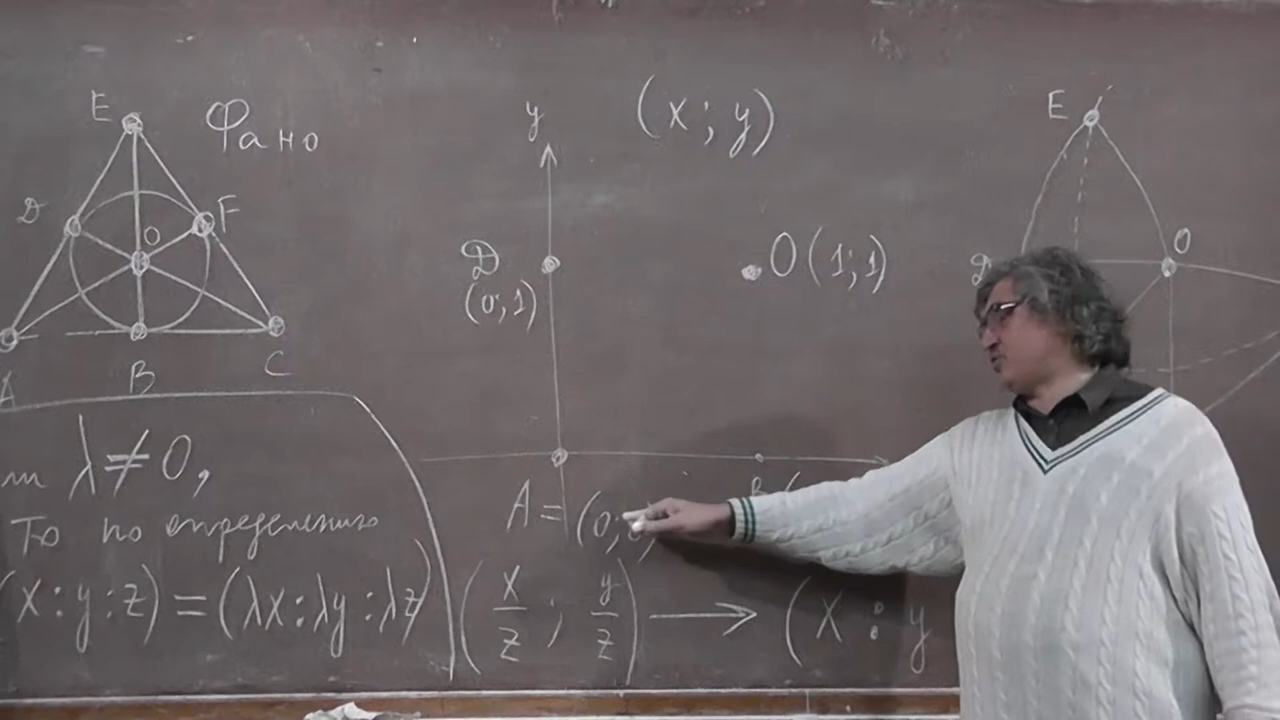 E
Фано
D
F
O
A
B
C
λ≠0,
то по определению
(x:y:z)=(λx:λy:λz)
(x;y)
y
D
(0;1)
O(1;1)
A=(0;
(x/z ; y/z) → (x:y
E
O